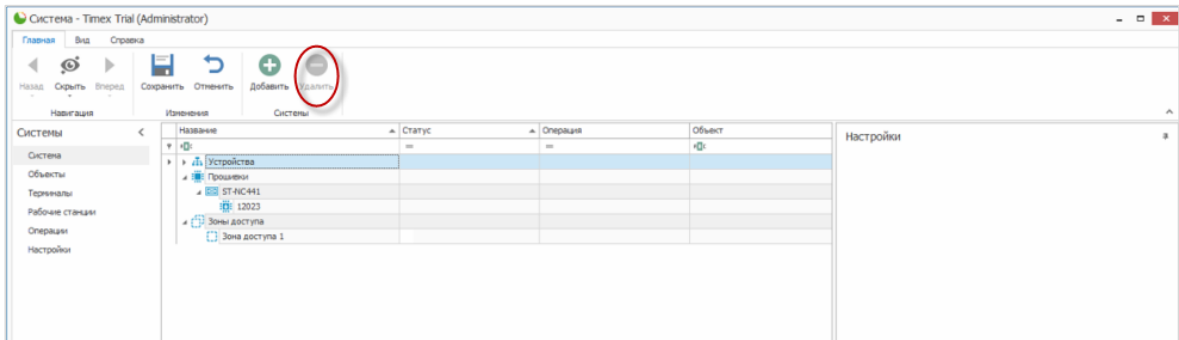 Система - Timex Trial (Administrator)
Главная Вид Справка
Назад Скрыть Вперед Сохранить Отменить Добавить Удалить
Навигация Изменения Системы
Системы
Название Статус Операция Объект
Настройки
= =
Система
Устройства
Объекты
Прошивки
Терминалы
ST-NC441
Рабочие станции
12023
Операции
Зоны доступа
Настройки
Зона доступа 1